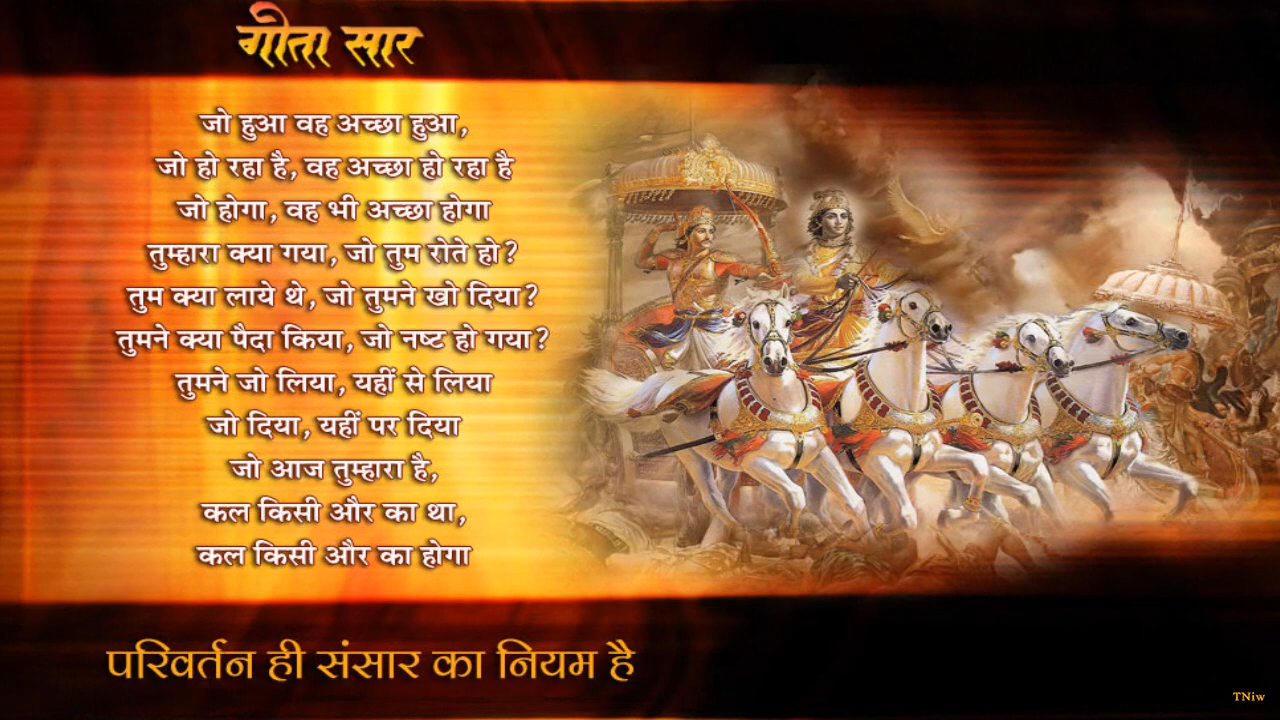 गीता सार
जो हुआ वह अच्छा हुआ,
जो हो रहा है, वह अच्छा हो रहा है
जो होगा, वह भी अच्छा होगा
तुम्हारा क्या गया, जो तुम रोते हो?
तुम क्या लाये थे, जो तुमने खो दिया?
तुमने क्या पैदा किया, जो नष्ट हो गया?
तुमने जो लिया, यहीं से लिया
जो दिया, यहीं पर दिया
जो आज तुम्हारा है,
कल किसी और का था,
कल किसी और का होगा
परिवर्तन ही संसार का नियम है
TNiw